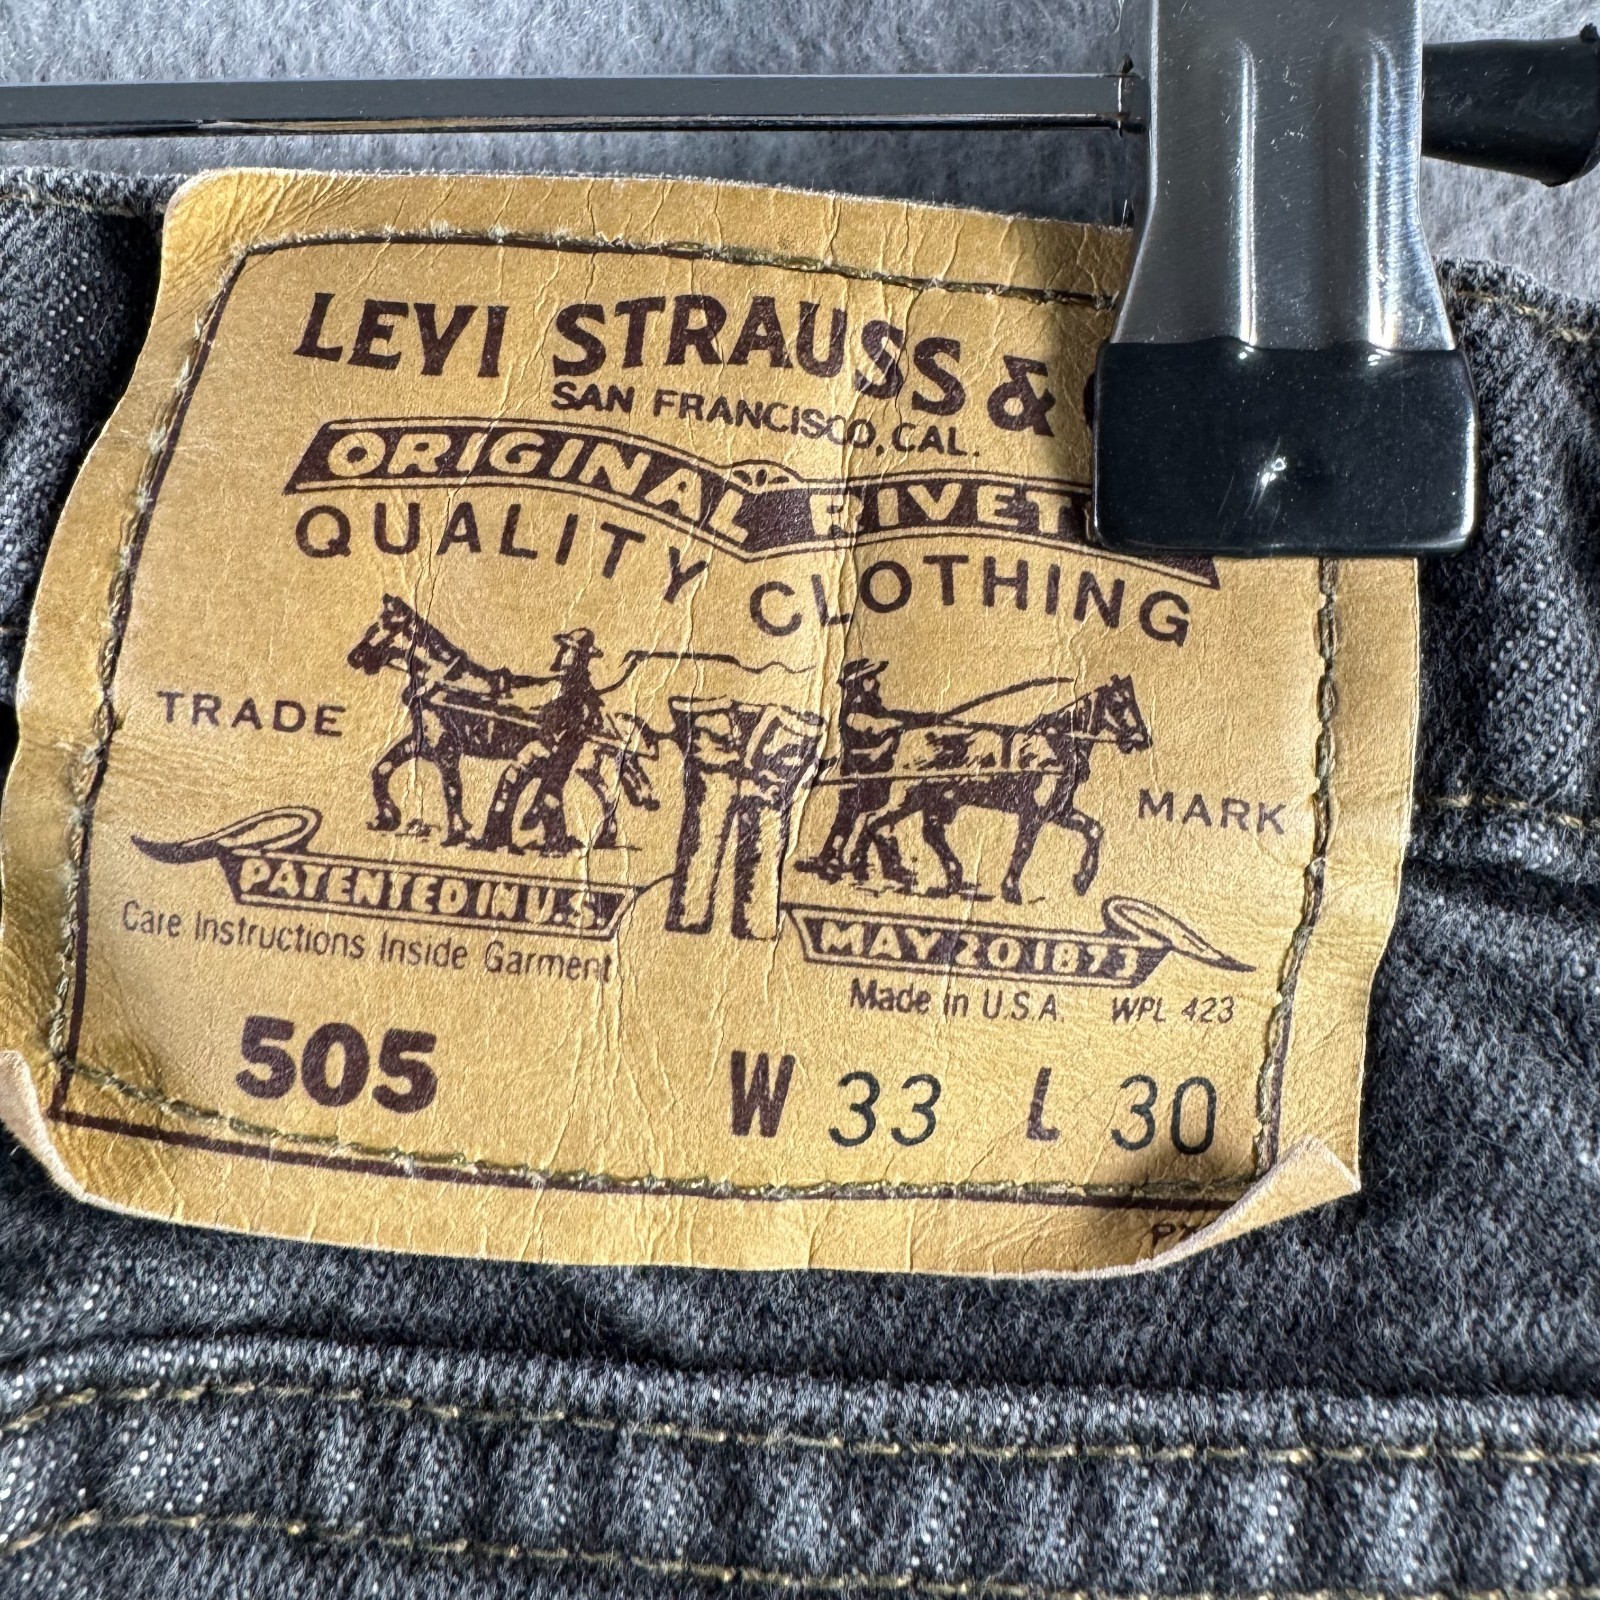 LEVI STRAUSS &
SAN FRANCISCO, CAL.
ORIGINAL RIVET
QUALITY CLOTHING
TRADE MARK
PATENTED IN U.S. MAY 20 1873
Care Instructions Inside Garment
Made in U.S.A. WPL 423
505 W 33 L 30